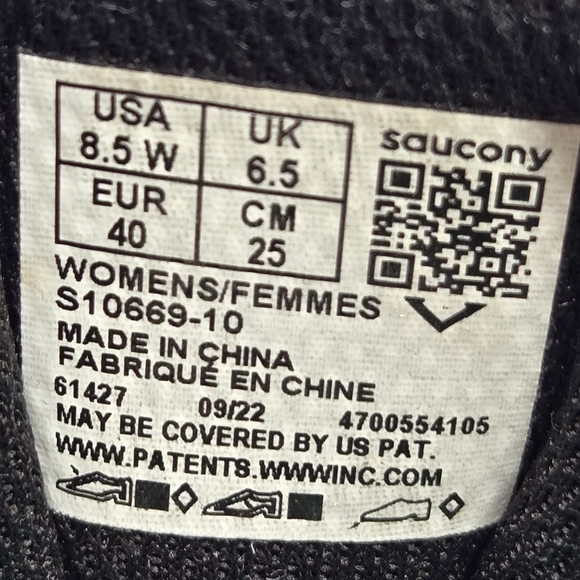 USA UK
8.5 W 6.5
EUR CM
40 25
saucony
WOMENS/FEMMES
S10669-10
MADE IN CHINA
FABRIQUÉ EN CHINE
61427 09/22 4700554105
MAY BE COVERED BY US PAT.
WWW.PATENTS.WWWINC.COM